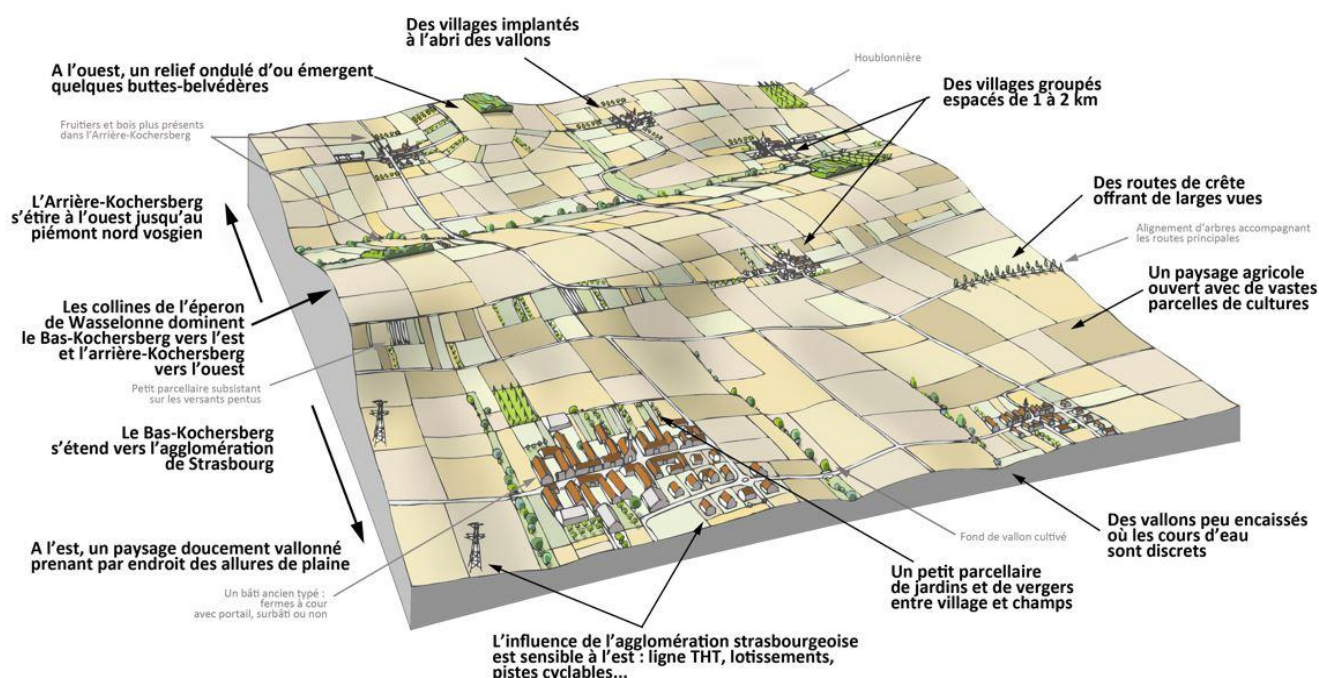 Des villages implantés
à l'abri des vallons
A l'ouest, un relief ondulé d'ou émergent
quelques buttes-belvédères
Houblonnière
Des villages groupés
espacés de 1 à 2 km
Fruitiers et bois plus présents
dans l'Arrière-Kochersberg
L'Arrière-Kochersberg
s'étire à l'ouest jusqu'au
piémont nord vosgien
Des routes de crête
offrant de larges vues
Alignement d'arbres accompagnant
les routes principales
Un paysage agricole
ouvert avec de vastes
parcelles de cultures
Les collines de l'éperon
de Wasselonne dominent
le Bas-Kochersberg vers l'est
et l'arrière-Kochersberg
vers l'ouest
Petit parcellaire subsistant
sur les versants pentus
Le Bas-Kochersberg
s'étend vers l'agglomération
de Strasbourg
A l'est, un paysage doucement vallonné
prenant par endroit des allures de plaine
Un bâti ancien typé :
fermes à cour
avec portail, surbâti ou non
Fond de vallon cultivé
Des vallons peu encaissés
où les cours d'eau
sont discrets
Un petit parcellaire
de jardins et de vergers
entre village et champs
L'influence de l'agglomération strasbourgeoise
est sensible à l'est : ligne THT, lotissements,
pistes cyclables...